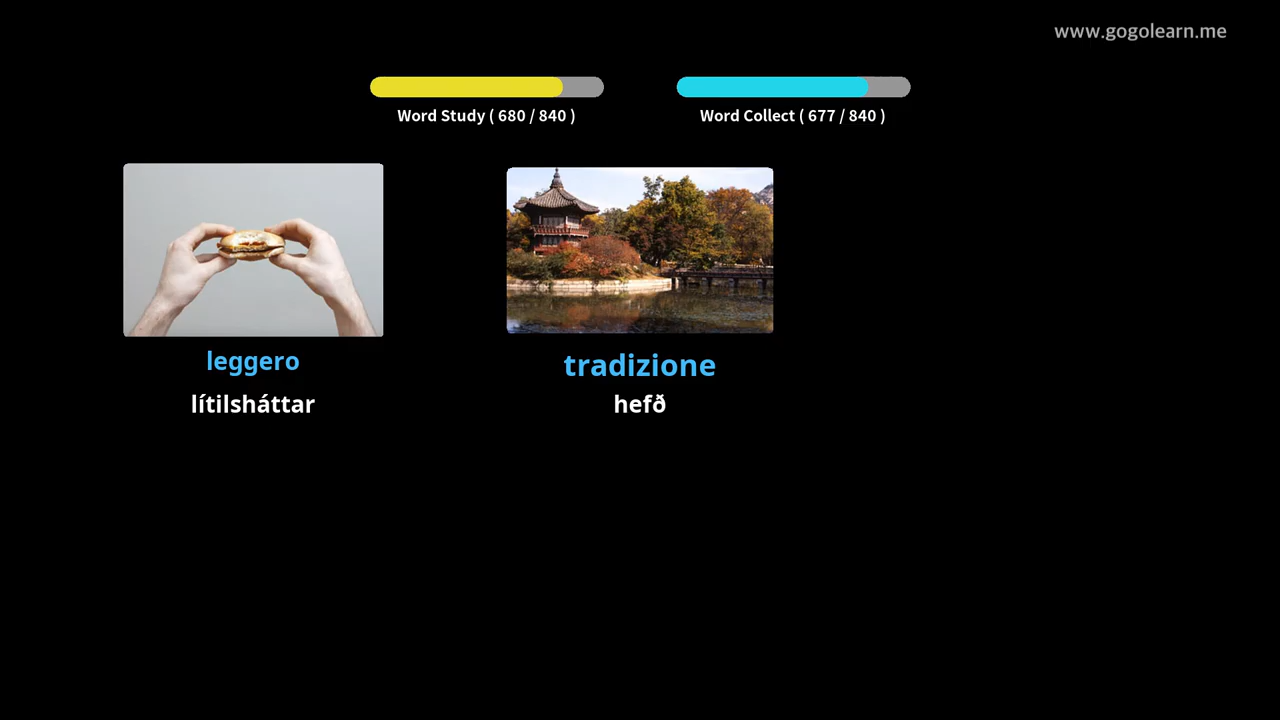 www.gogolearn.me
Word Study ( 680 / 840 )
Word Collect ( 677 / 840 )
leggero
lítilsháttar
tradizione
hefð